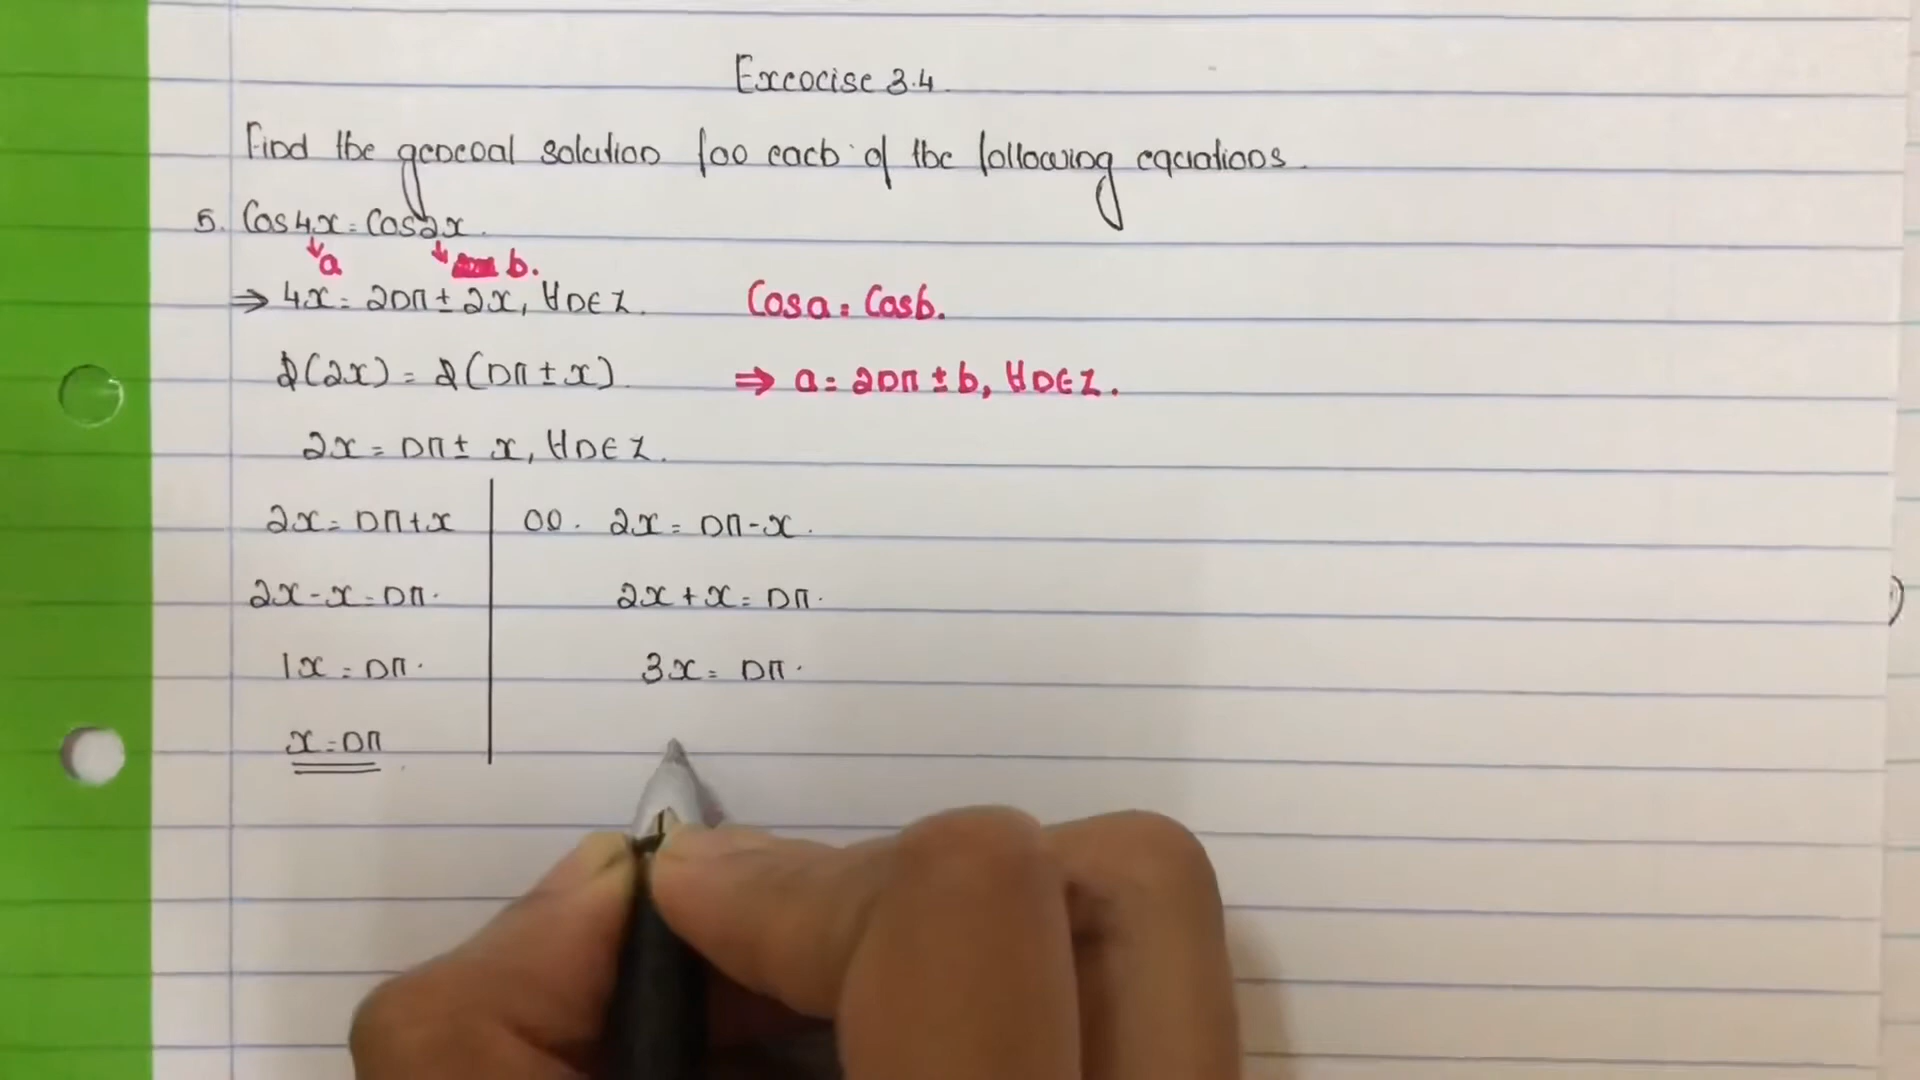 Exercise 3.4.
Find the general solution for each of the following equations.
5. Cos4x = Cos2x.
a
b.
⇒ 4x = 2nπ ± 2x, ∀n∈Z.
Cosa = Cosb.
2(2x) = 2(nπ ± x).
⇒ a = 2nπ ± b, ∀n∈Z.
2x = nπ ± x, ∀n∈Z.
2x = nπ + x
or. 2x = nπ - x.
2x - x = nπ.
2x + x = nπ.
1x = nπ.
3x = nπ.
x = nπ